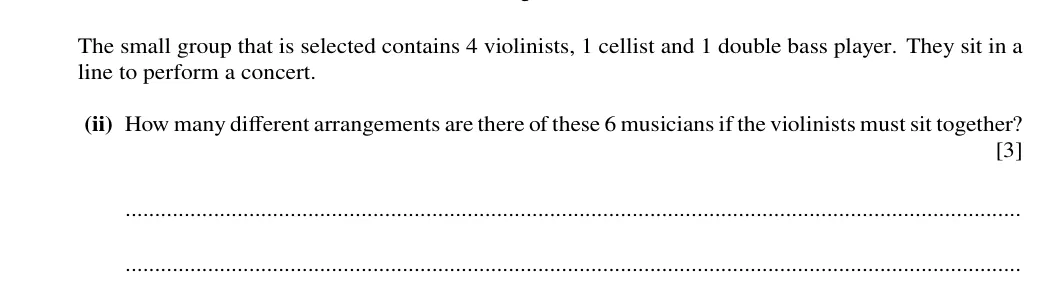 The small group that is selected contains 4 violinists, 1 cellist and 1 double bass player. They sit in a
line to perform a concert.
(ii) How many different arrangements are there of these 6 musicians if the violinists must sit together?
[3]